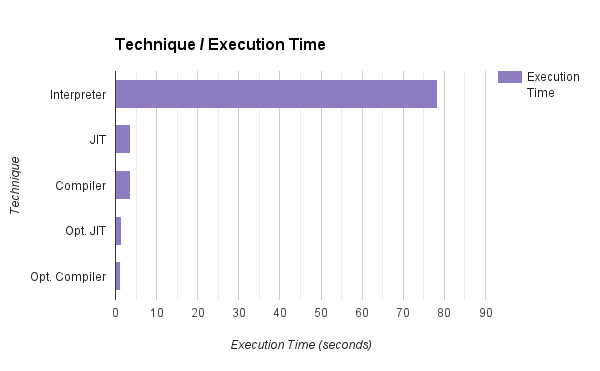 Technique / Execution Time
Execution
Time
Technique
Interpreter
JIT
Compiler
Opt. JIT
Opt. Compiler
0 10 20 30 40 50 60 70 80 90
Execution Time (seconds)